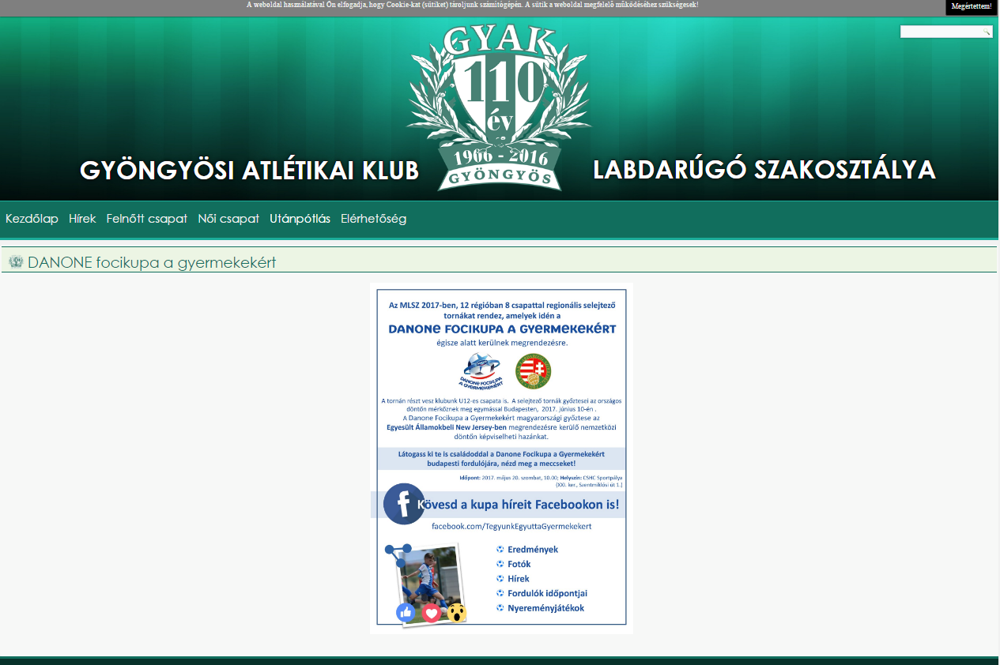 A weboldal használatával Ön elfogadja, hogy Cookie-kat (sütiket) tároljunk számítógépén. A sütik a weboldal megfelelő működéséhez szükségesek!
Megértettem!
GYAK
110
év
1966 - 2016
GYÖNGYÖS
GYÖNGYÖSI ATLÉTIKAI KLUB
LABDARÚGÓ SZAKOSZTÁLYA
Kezdőlap Hírek Felnőtt csapat Női csapat Utánpótlás Elérhetőség
DANONE focikupa a gyermekekért
Az MLSZ 2017-ben, 12 régióban 8 csapattal regionális selejtező
tornákat rendez, amelyek idén a
DANONE FOCIKUPA A GYERMEKEKÉRT
égisze alatt kerülnek megrendezésre.
DANONE FOCIKUPA
A GYERMEKEKÉRT
A tornán részt vesz klubunk U12-es csapata is. A selejtező tornák győztesei az országos
döntőn mérkőznek meg egymással Budapesten, 2017. június 10-én .
A Danone Focikupa a Gyermekekért magyarországi győztese az
Egyesült Államokbeli New Jersey-ben megrendezésre kerülő nemzetközi
döntőn képviselheti hazánkat.
Látogass ki te is családoddal a Danone Focikupa a Gyermekekért
budapesti fordulójára, nézd meg a meccseket!
Időpont: 2017. május 20. szombat, 10.00; Helyszín: CSHC Sportpálya
(XXI. ker., Szentmiklósi út 1.)
f
Kövesd a kupa híreit Facebookon is!
facebook.com/TegyunkEgyuttaGyermekekert
Eredmények
Fotók
Hírek
Fordulók időpontjai
Nyereményjátékok